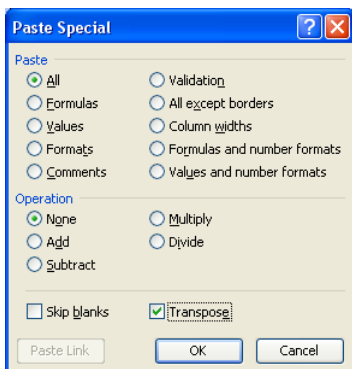 Paste Special
Paste
All
Validation
Formulas
All except borders
Values
Column widths
Formats
Formulas and number formats
Comments
Values and number formats
Operation
None
Multiply
Add
Divide
Subtract
Skip blanks
Transpose
Paste Link
OK
Cancel